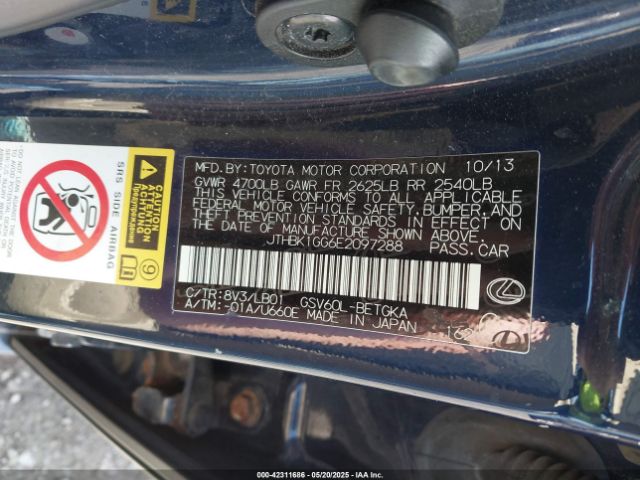 MFD.BY:TOYOTA MOTOR CORPORATION 10/13
GVWR 4700LB GAWR FR 2625LB RR 2540LB
THIS VEHICLE CONFORMS TO ALL APPLICABLE
FEDERAL MOTOR VEHICLE SAFETY,BUMPER,AND
THEFT PREVENTION STANDARDS IN EFFECT ON
THE DATE OF MANUFACTURE SHOWN ABOVE.
JTHBK1GG6E2097288 PASS.CAR
C/TR:8V3/LB01 GSV60L-BETGKA
A/TM:-01A/U660E MADE IN JAPAN
SRS SIDE AIRBAG
9
000-42311686 - 05/20/2025 - IAAI.COM